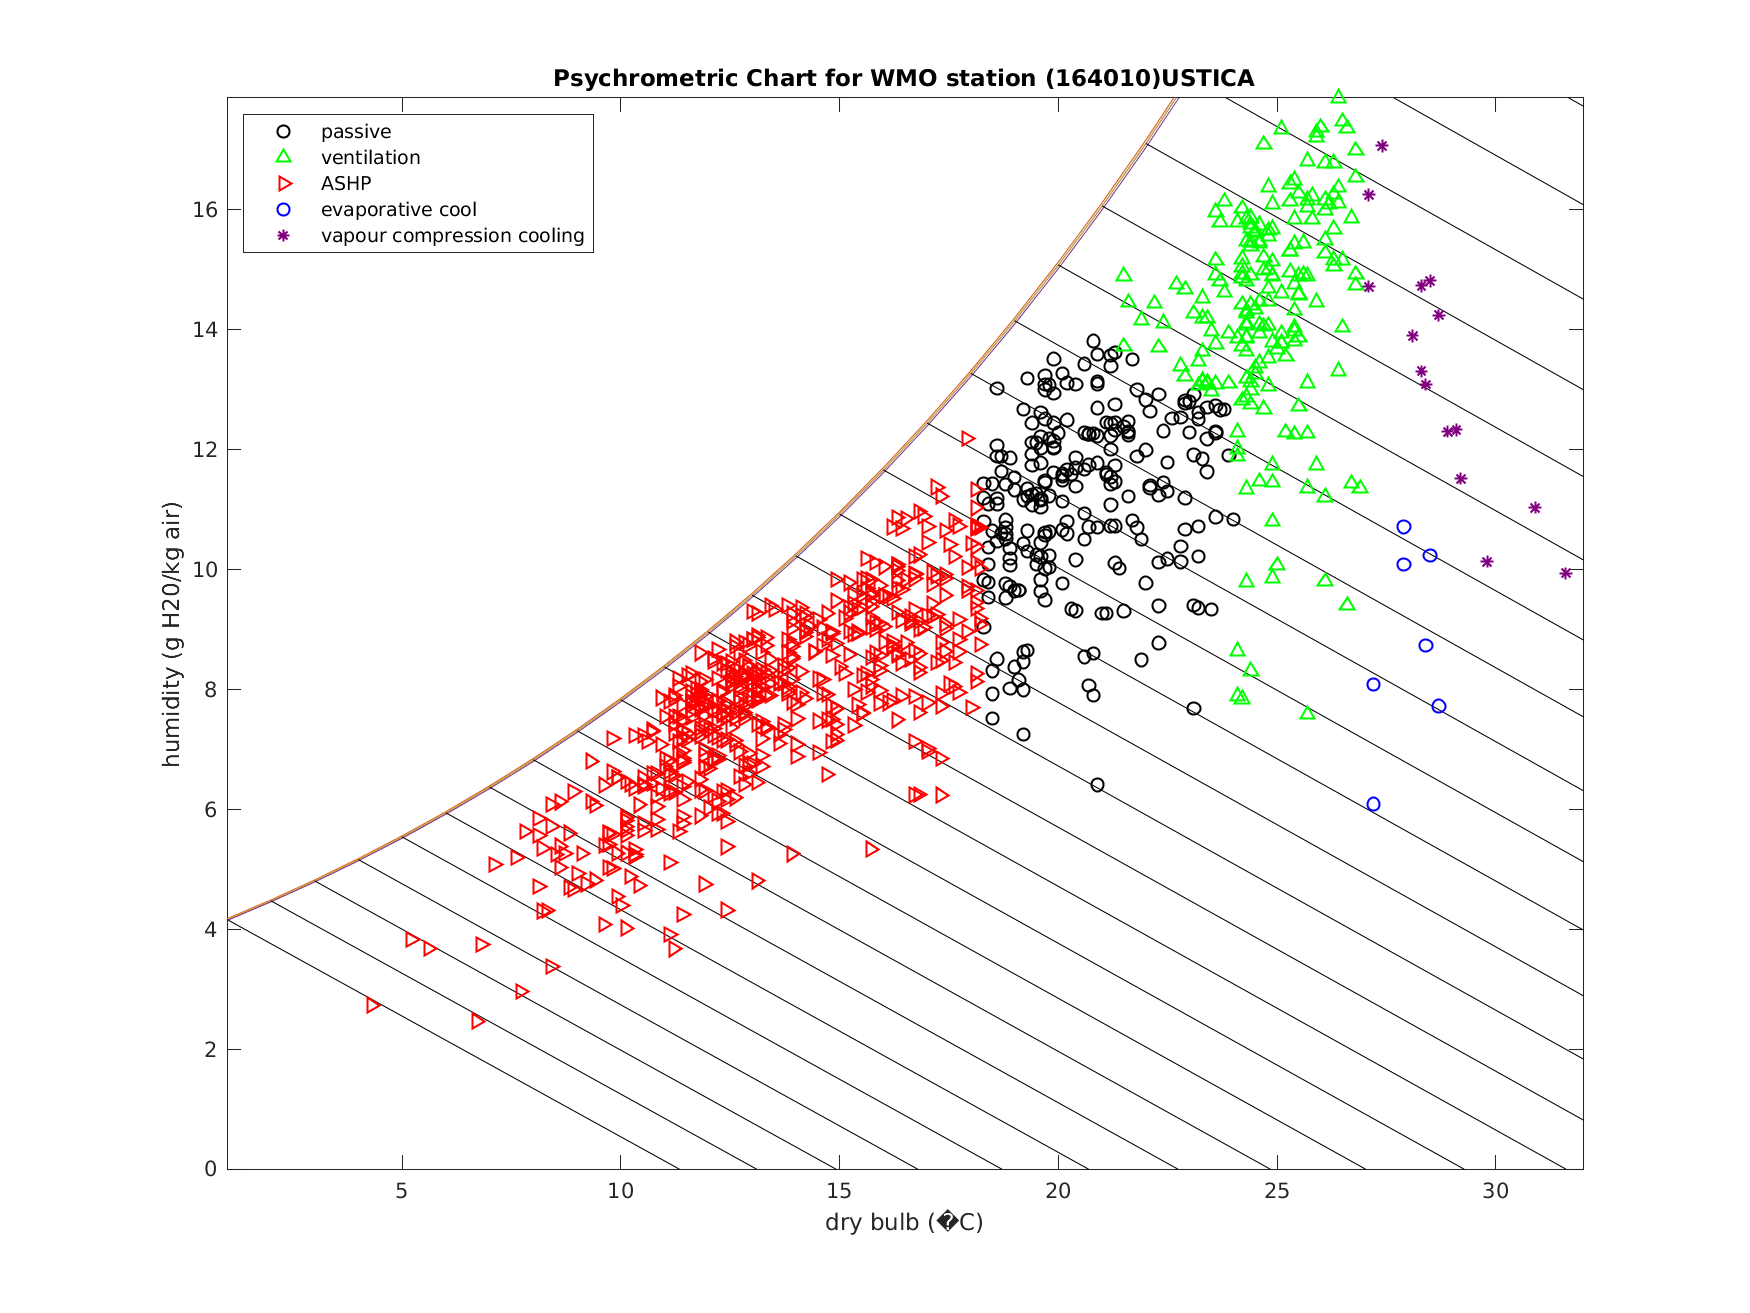 Psychrometric Chart for WMO station (164010)USTICA
passive
ventilation
ASHP
evaporative cool
vapour compression cooling
humidity (g H20/kg air)
16
14
12
10
8
6
4
2
0
5 10 15 20 25 30
dry bulb (�C)